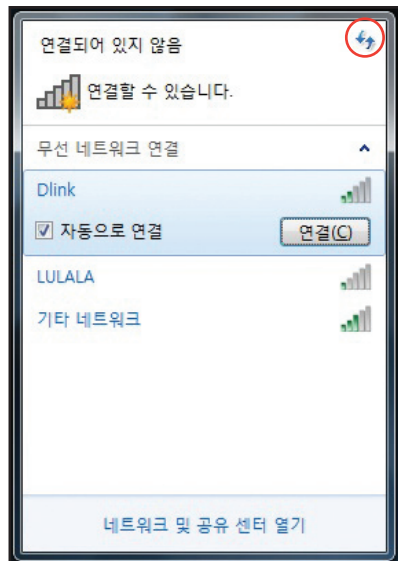 연결되어 있지 않음
연결할 수 있습니다.
무선 네트워크 연결
Dlink
자동으로 연결
연결(C)
LULALA
기타 네트워크
네트워크 및 공유 센터 열기